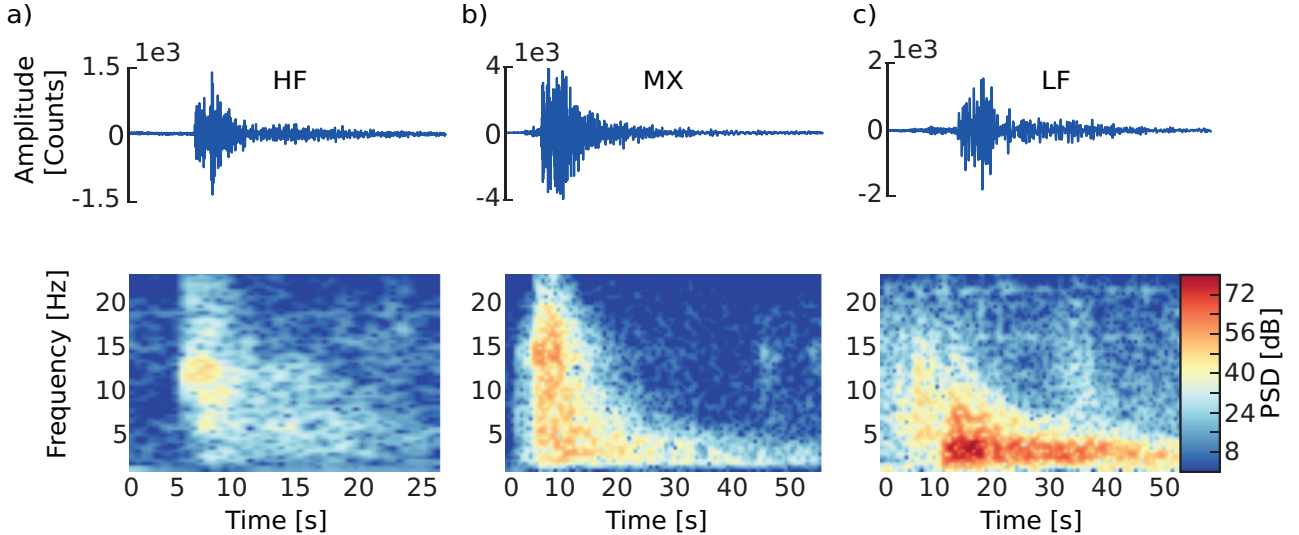 a)
b)
c)
1e3
1e3
1e3
HF
MX
LF
Amplitude
[Counts]
1.5
0
-1.5
4
0
-4
2
0
-2
Frequency [Hz]
20
15
10
5
20
15
10
5
20
15
10
5
72
56
40
24
8
PSD [dB]
0 5 10 15 20 25
0 10 20 30 40 50
0 10 20 30 40 50
Time [s]
Time [s]
Time [s]